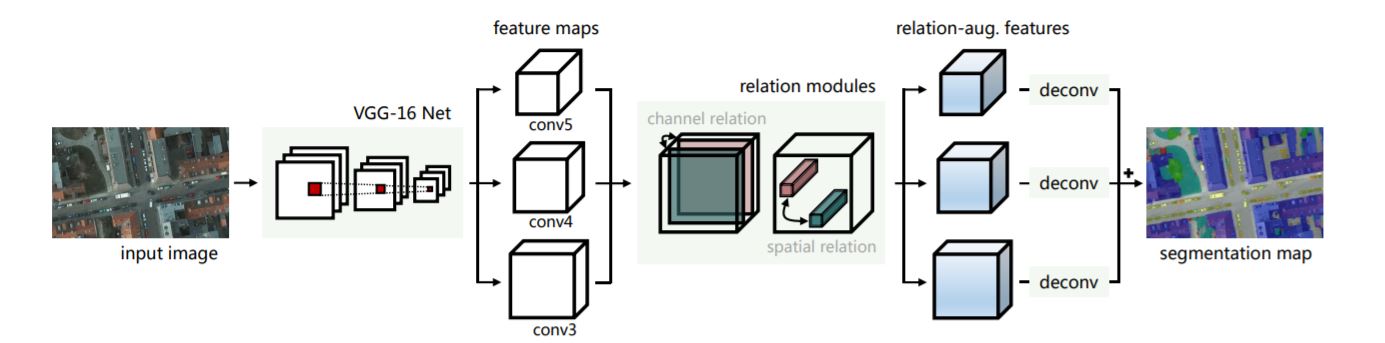 feature maps
relation-aug. features
relation modules
VGG-16 Net
conv5
conv4
conv3
channel relation
spatial relation
deconv
deconv
deconv
+
input image
segmentation map